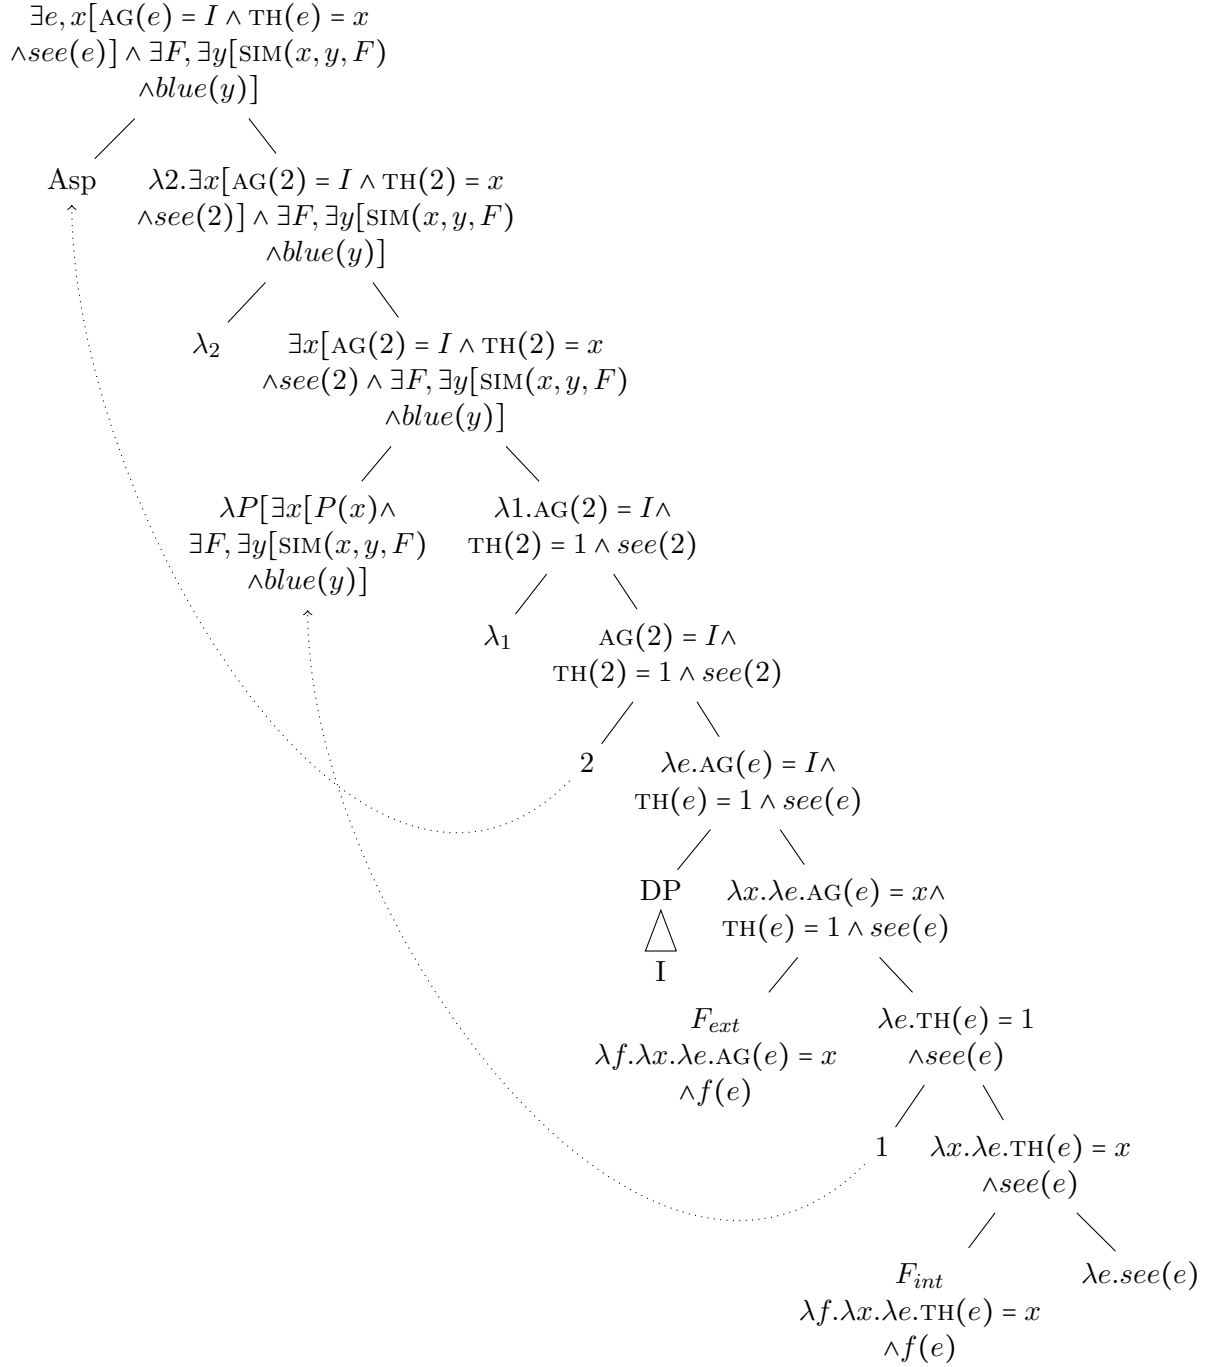 ∃e, x[AG(e) = I ∧ TH(e) = x
∧see(e)] ∧ ∃F, ∃y[SIM(x, y, F)
∧blue(y)]
Asp
λ2.∃x[AG(2) = I ∧ TH(2) = x
∧see(2)] ∧ ∃F, ∃y[SIM(x, y, F)
∧blue(y)]
λ₂
∃x[AG(2) = I ∧ TH(2) = x
∧see(2) ∧ ∃F, ∃y[SIM(x, y, F)
∧blue(y)]
λP[∃x[P(x)∧
∃F, ∃y[SIM(x, y, F)
∧blue(y)]
λ1.AG(2) = I∧
TH(2) = 1 ∧ see(2)
λ₁
AG(2) = I∧
TH(2) = 1 ∧ see(2)
2
λe.AG(e) = I∧
TH(e) = 1 ∧ see(e)
DP
I
λx.λe.AG(e) = x∧
TH(e) = 1 ∧ see(e)
F_ext
λf.λx.λe.AG(e) = x
∧f(e)
λe.TH(e) = 1
∧see(e)
1
λx.λe.TH(e) = x
∧see(e)
F_int
λf.λx.λe.TH(e) = x
∧f(e)
λe.see(e)